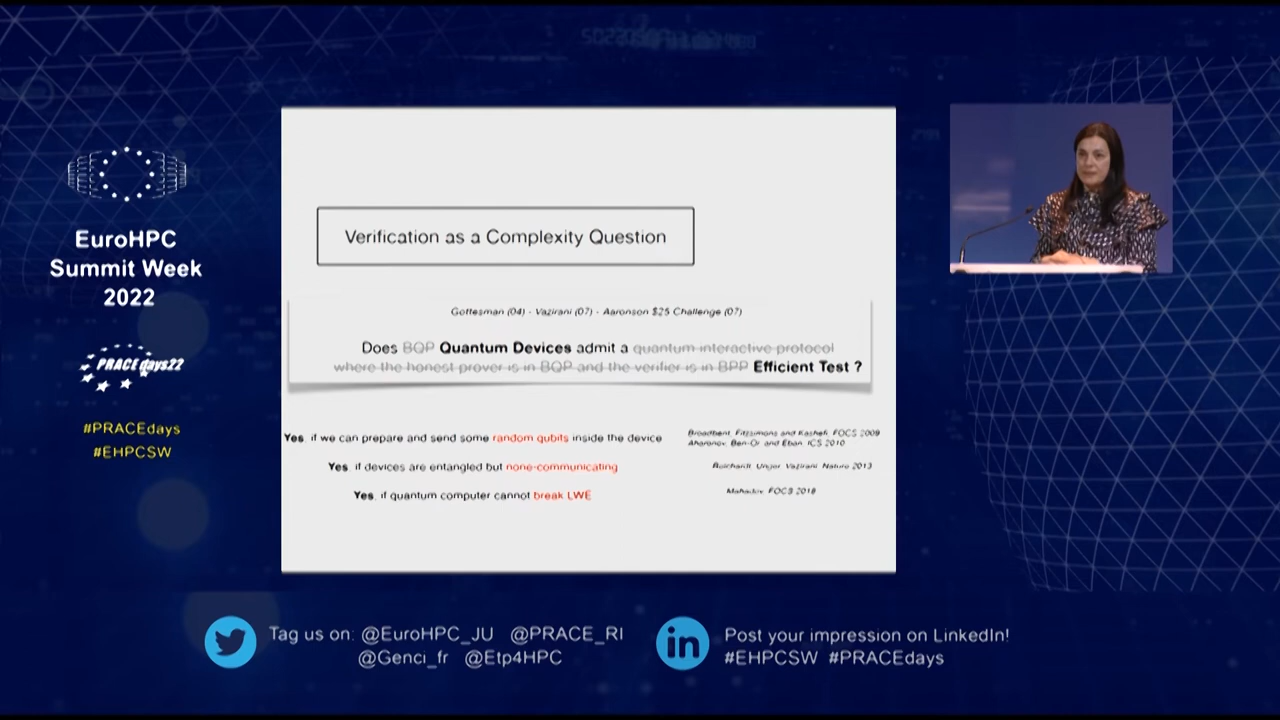 EuroHPC
Summit Week
2022
PRACEdays22
#PRACEdays
#EHPCSW
Verification as a Complexity Question
Gottesman (04) - Vazirani (07) - Aaronson $25 Challenge (07)
Does BQP Quantum Devices admit a quantum interactive protocol
where the honest prover is in BQP and the verifier is in BPP Efficient Test ?
Yes, if we can prepare and send some random qubits inside the device
Broadbent, Fitzsimons and Kashefi, FOCS 2009
Aharonov, Ben-Or and Eban, ICS 2010
Yes, if devices are entangled but none-communicating
Reichardt, Unger, Vazirani, Nature 2013
Yes, if quantum computer cannot break LWE
Mahadev, FOCS 2018
Tag us on: @EuroHPC_JU @PRACE_RI
@Genci_fr @Etp4HPC
in
Post your impression on LinkedIn!
#EHPCSW #PRACEdays